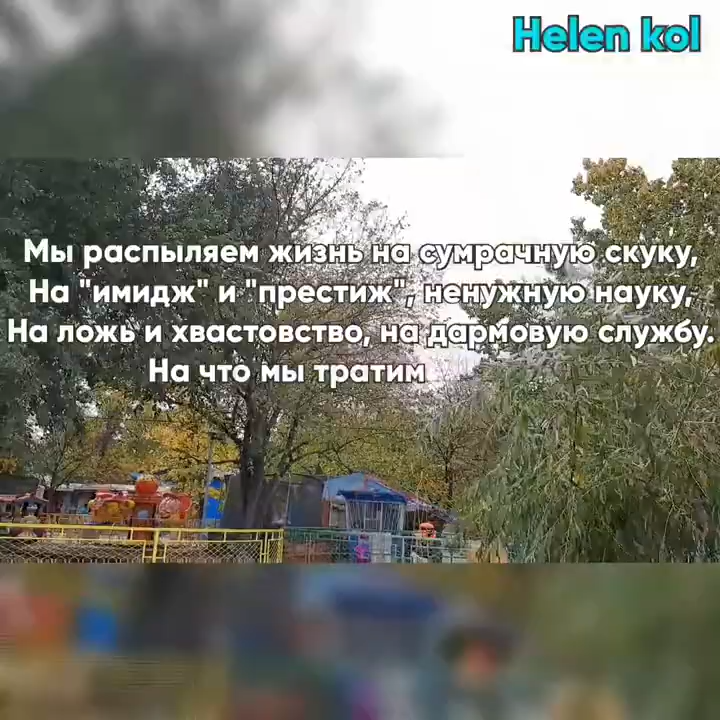 Helen kol
Мы распыляем жизнь на сумрачную скуку,
На "имидж" и "престиж", ненужную науку,
На ложь и хвастовство, на дармовую службу.
На что мы тратим